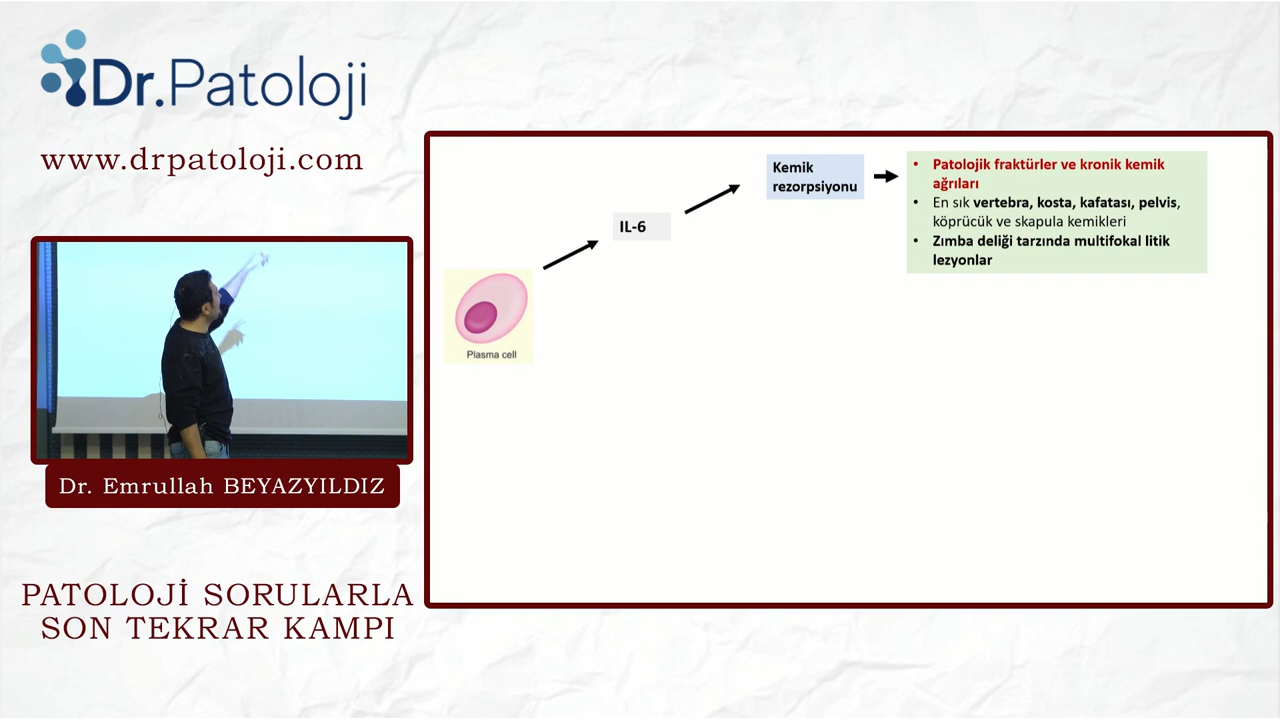 Dr.Patoloji
www.drpatoloji.com
Dr. Emrullah BEYAZYILDIZ
PATOLOJİ SORULARLA
SON TEKRAR KAMPI
Plasma cell
IL-6
Kemik
rezorpsiyonu
• Patolojik fraktürler ve kronik kemik
ağrıları
• En sık vertebra, kosta, kafatası, pelvis,
köprücük ve skapula kemikleri
• Zımba deliği tarzında multifokal litik
lezyonlar